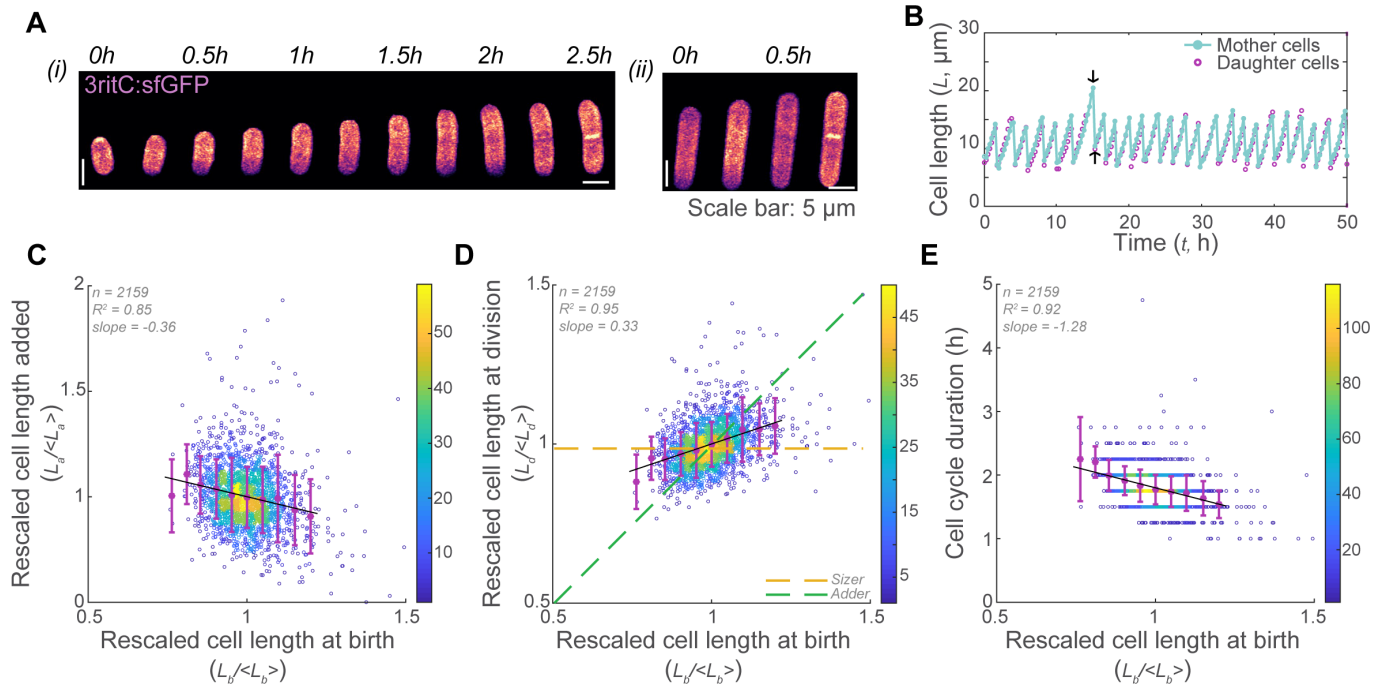 A
0h 0.5h 1h 1.5h 2h 2.5h
(i)
3ritC:sfGFP
0h 0.5h
(ii)
Scale bar: 5 µm
B
Cell length (L, µm)
30
20
10
0
Mother cells
Daughter cells
0 10 20 30 40 50
Time (t, h)
C
Rescaled cell length added
(La/<La>)
n = 2159
R² = 0.85
slope = -0.36
2
1.5
1
0
0.5 1 1.5
50
40
30
20
10
Rescaled cell length at birth
(Lb/<Lb>)
D
Rescaled cell length at division
(Ld/<Ld>)
n = 2159
R² = 0.95
slope = 0.33
1.5
1
0.5
0.5 1 1.5
Sizer
Adder
45
35
25
15
5
Rescaled cell length at birth
(Lb/<Lb>)
E
Cell cycle duration (h)
n = 2159
R² = 0.92
slope = -1.28
5
4
3
2
1
0
0.5 1 1.5
100
80
60
40
20
Rescaled cell length at birth
(Lb/<Lb>)